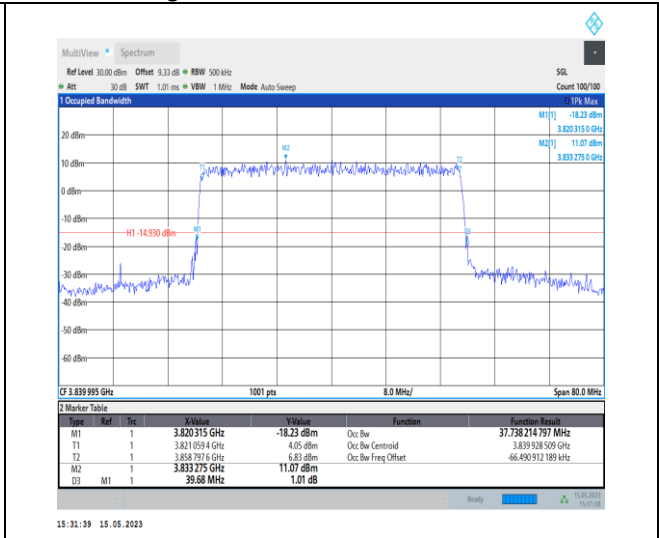 MultiView Spectrum
Ref Level 30.00 dBm Offset 9.33 dB RBW 500 kHz SGL
Att 30 dB SWT 1.01 ms VBW 1 MHz Mode Auto Sweep Count 100/100
1 Occupied Bandwidth 1Pk Max
M1[1] -18.23 dBm
3.820 315 0 GHz
M2[1] 11.07 dBm
3.833 275 0 GHz
20 dBm
M2
10 dBm
T1
T2
0 dBm
-10 dBm
H1 -14.930 dBm
M1
D3
-20 dBm
-30 dBm
-40 dBm
-50 dBm
-60 dBm
CF 3.839 995 GHz 1001 pts 8.0 MHz/ Span 80.0 MHz
2 Marker Table
Type Ref Trc X-Value Y-Value Function Function Result
M1 1 3.820 315 GHz -18.23 dBm Occ Bw 37.738 214 797 MHz
T1 1 3.821 059 4 GHz 4.05 dBm Occ Bw Centroid 3.839 928 509 GHz
T2 1 3.858 797 6 GHz 6.83 dBm Occ Bw Freq Offset -66.490 912 189 kHz
M2 1 3.833 275 GHz 11.07 dBm
D3 M1 1 39.68 MHz 1.01 dB
Ready 15.05.2023
15:31:38
15:31:39 15.05.2023